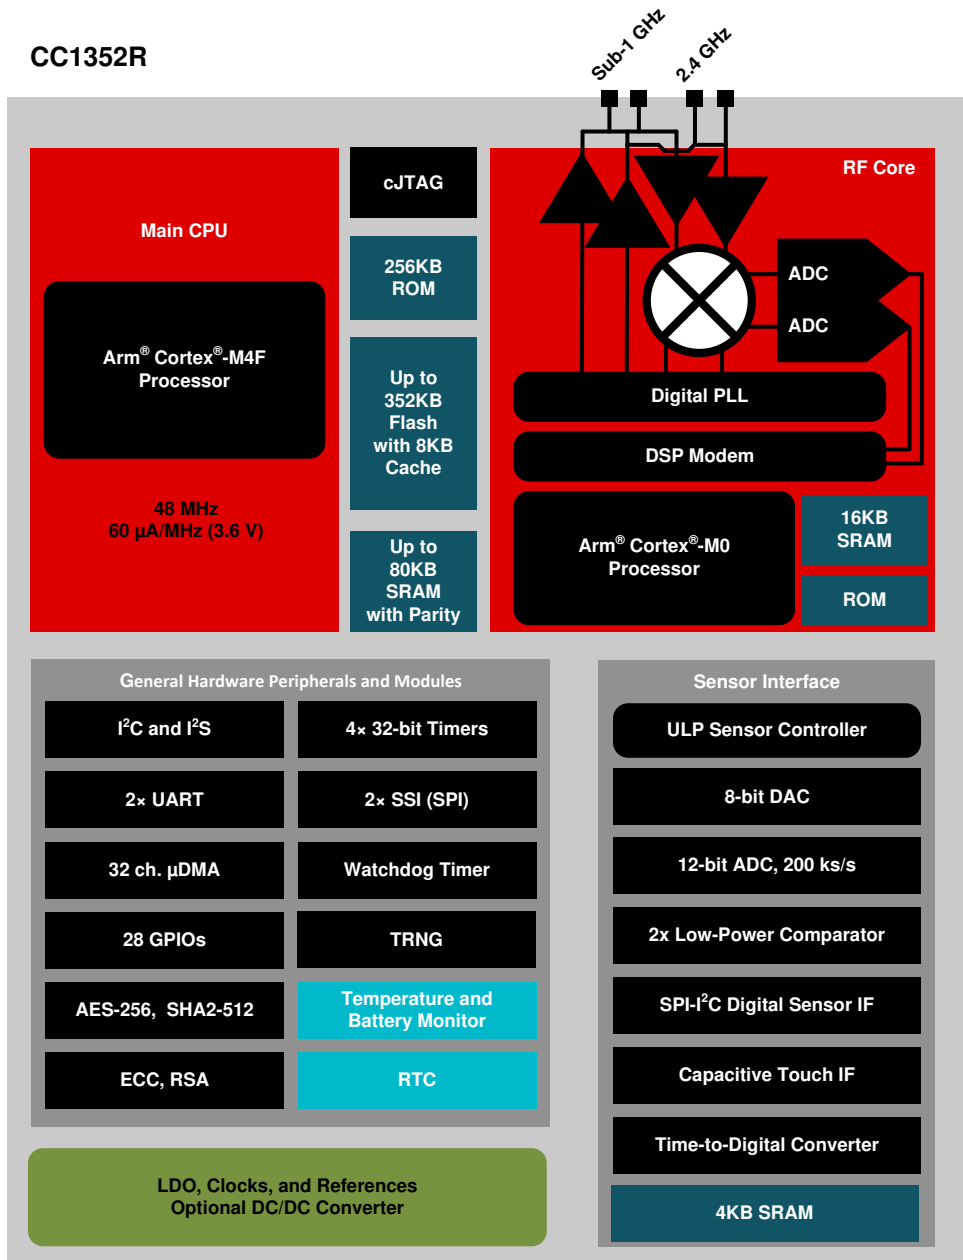 CC1352R
Sub-1 GHz
2.4 GHz
Main CPU
Arm® Cortex®-M4F
Processor
48 MHz
60 µA/MHz (3.6 V)
cJTAG
256KB
ROM
Up to
352KB
Flash
with 8KB
Cache
Up to
80KB
SRAM
with Parity
RF Core
ADC
ADC
Digital PLL
DSP Modem
Arm® Cortex®-M0
Processor
16KB
SRAM
ROM
General Hardware Peripherals and Modules
I²C and I²S
4× 32-bit Timers
2× UART
2× SSI (SPI)
32 ch. µDMA
Watchdog Timer
28 GPIOs
TRNG
AES-256, SHA2-512
Temperature and
Battery Monitor
ECC, RSA
RTC
LDO, Clocks, and References
Optional DC/DC Converter
Sensor Interface
ULP Sensor Controller
8-bit DAC
12-bit ADC, 200 ks/s
2x Low-Power Comparator
SPI-I²C Digital Sensor IF
Capacitive Touch IF
Time-to-Digital Converter
4KB SRAM